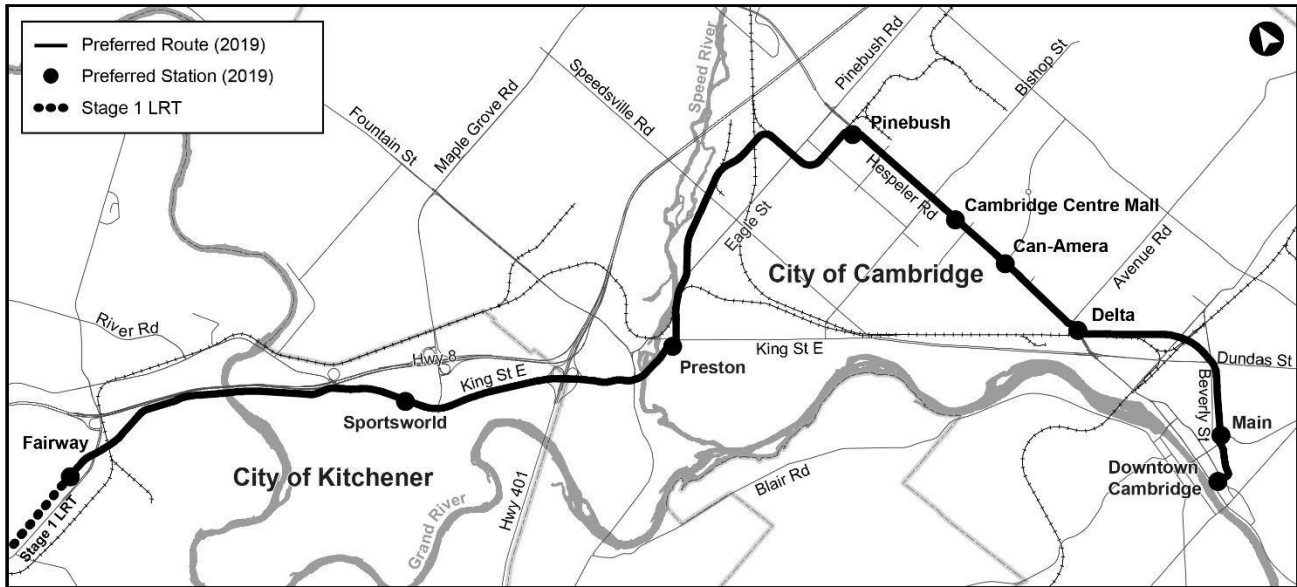 Preferred Route (2019)
Preferred Station (2019)
Stage 1 LRT
Fountain St
Maple Grove Rd
Speedsville Rd
Speed River
Pinebush Rd
Bishop St
Pinebush
Hespeler Rd
Cambridge Centre Mall
Can-Amera
Eagle St
City of Cambridge
Avenue Rd
River Rd
Hwy 8
King St E
Delta
King St E
Dundas St
Preston
Sportsworld
Beverly St
Fairway
Main
City of Kitchener
Downtown
Cambridge
Blair Rd
Grand River
Hwy 401
Stage 1 LRT